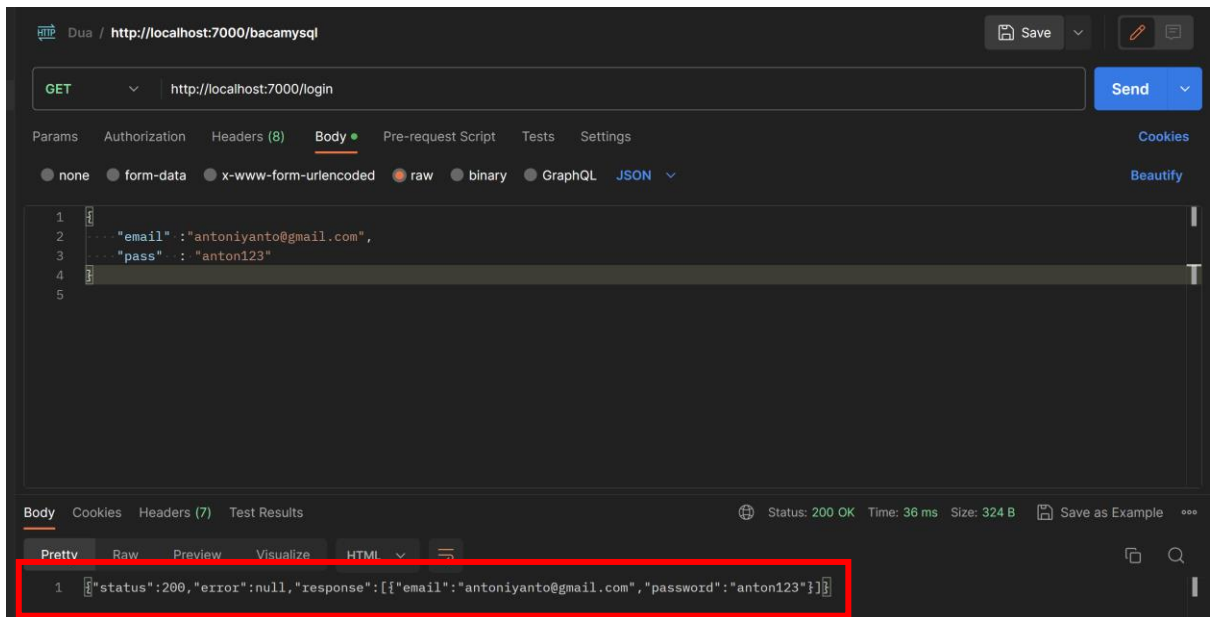 HTTP Dua / http://localhost:7000/bacamysql Save
GET http://localhost:7000/login Send
Params Authorization Headers (8) Body Pre-request Script Tests Settings Cookies
none form-data x-www-form-urlencoded raw binary GraphQL JSON Beautify
1 {
2 "email" :"antoniyanto@gmail.com",
3 "pass" : "anton123"
4 }
5
Body Cookies Headers (7) Test Results Status: 200 OK Time: 36 ms Size: 324 B Save as Example
Pretty Raw Preview Visualize HTML
1 {"status":200,"error":null,"response":[{"email":"antoniyanto@gmail.com","password":"anton123"}]}